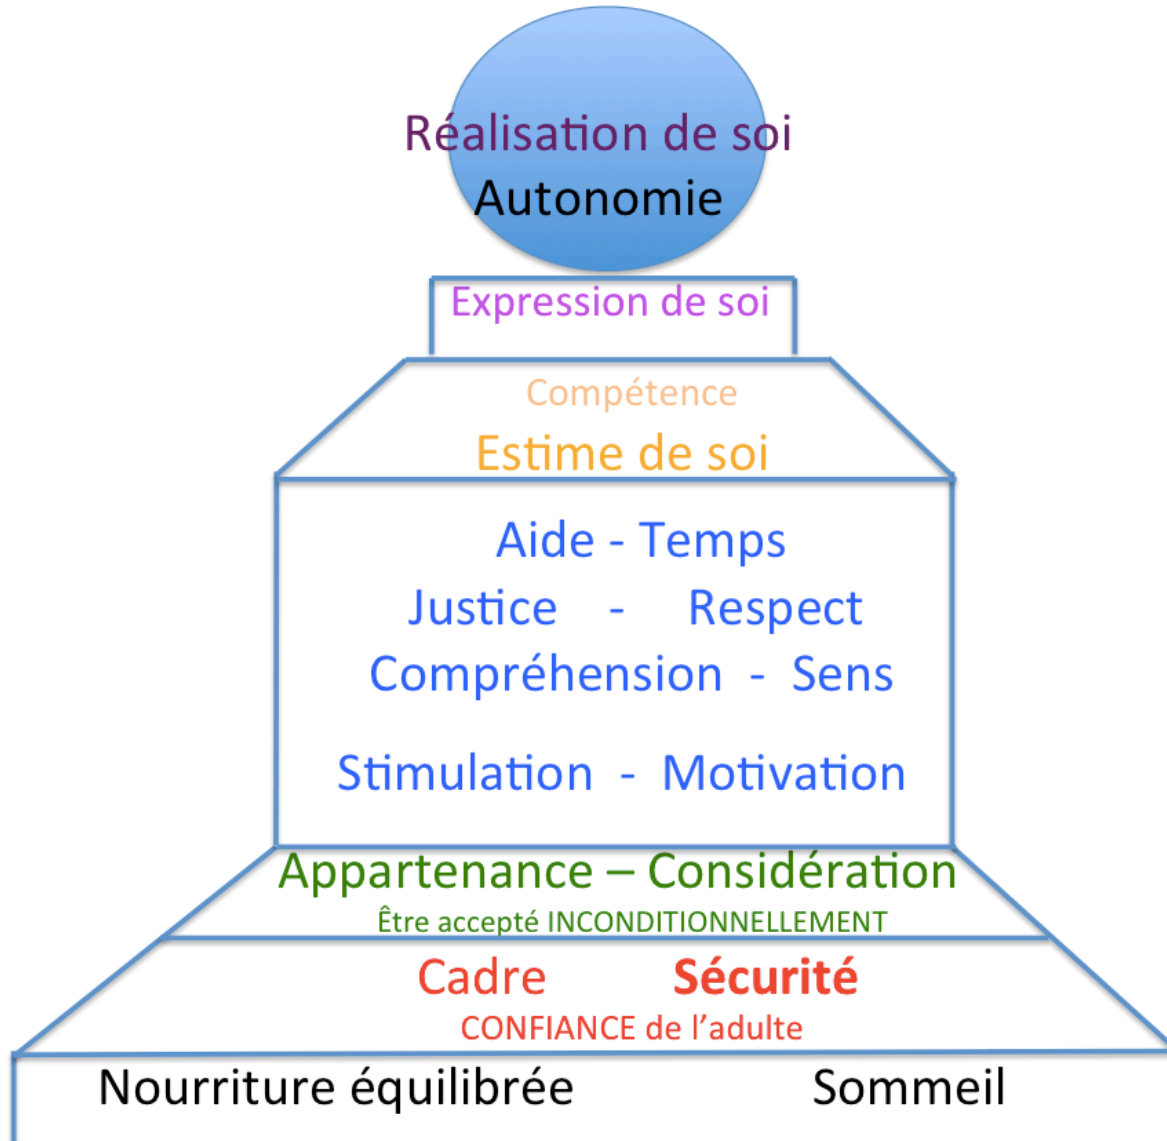 Réalisation de soi
Autonomie
Expression de soi
Compétence
Estime de soi
Aide - Temps
Justice - Respect
Compréhension - Sens
Stimulation - Motivation
Appartenance – Considération
Être accepté INCONDITIONNELLEMENT
Cadre Sécurité
CONFIANCE de l’adulte
Nourriture équilibrée Sommeil